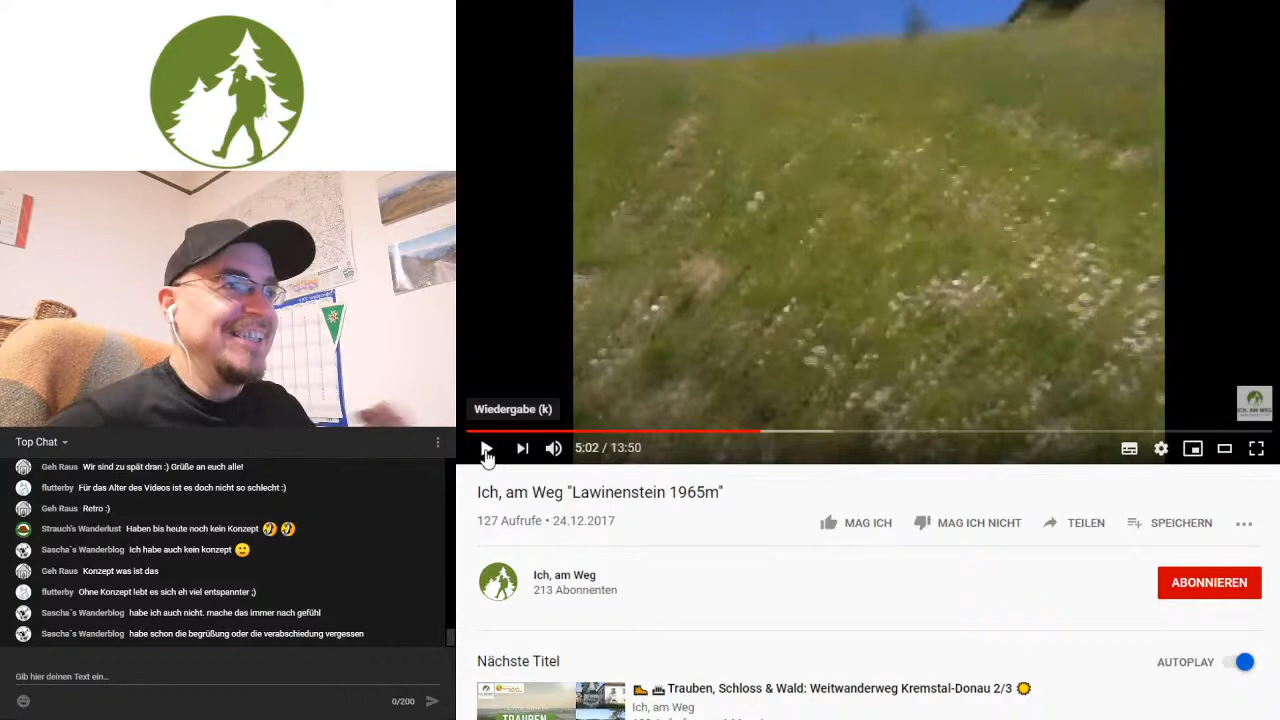 Top Chat
Geh Raus Wir sind zu spät dran :) Grüße an euch alle!
flutterby Für das Alter des Videos ist es doch nicht so schlecht :)
Geh Raus Retro :)
Strauch's Wanderlust Haben bis heute noch kein Konzept 🤣 🤣
Sascha`s Wanderblog Ich habe auch kein konzept 🙂
Geh Raus Konzept was ist das
flutterby Ohne Konzept lebt es sich eh viel entspannter ;)
Sascha`s Wanderblog habe ich auch nicht. mache das immer nach gefühl
Sascha`s Wanderblog habe schon die begrüßung oder die verabschiedung vergessen
Gib hier deinen Text ein...
0/200
ICH, AM WEG
Wiedergabe (k)
5:02 / 13:50
Ich, am Weg "Lawinenstein 1965m"
127 Aufrufe • 24.12.2017
MAG ICH
MAG ICH NICHT
TEILEN
SPEICHERN
Ich, am Weg
213 Abonnenten
ABONNIEREN
Nächste Titel
AUTOPLAY
TRAUBEN
🥾 🏰 Trauben, Schloss & Wald: Weitwanderweg Kremstal-Donau 2/3 🌞
Ich, am Weg